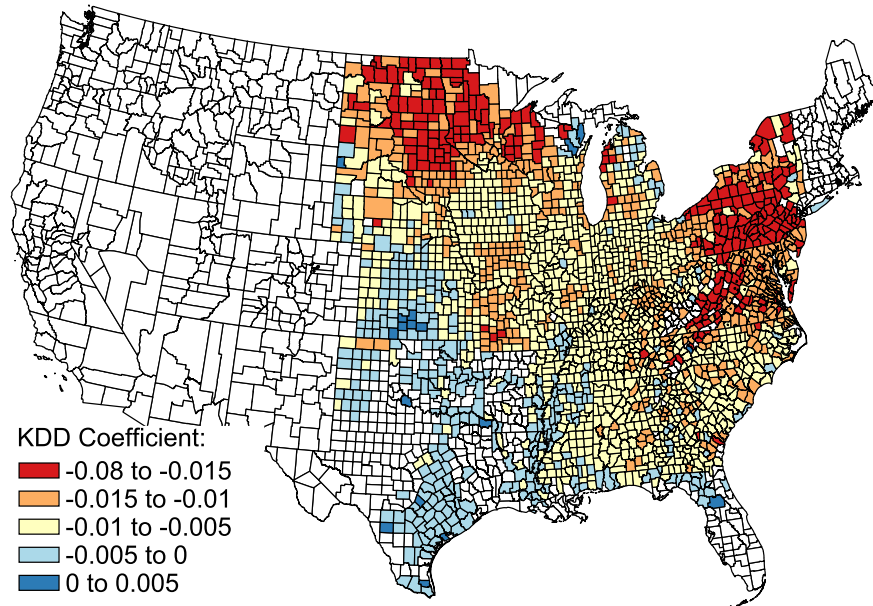 KDD Coefficient:
-0.08 to -0.015
-0.015 to -0.01
-0.01 to -0.005
-0.005 to 0
0 to 0.005